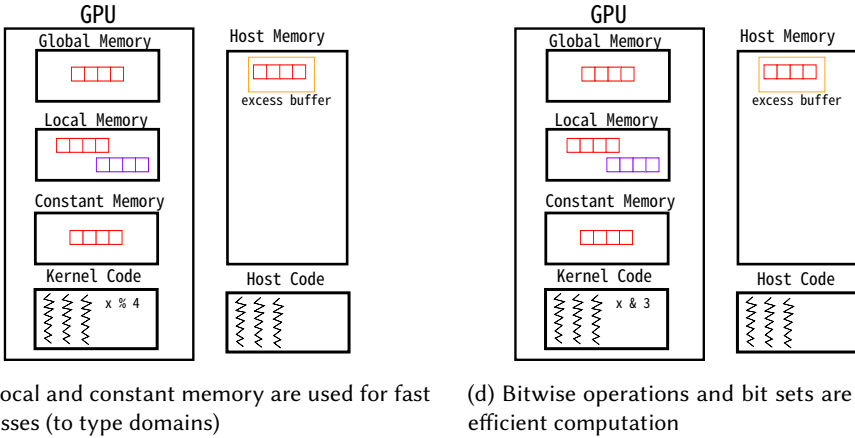 GPU
Global Memory
Host Memory
excess buffer
Local Memory
Constant Memory
Kernel Code
x % 4
Host Code
ocal and constant memory are used for fast
sses (to type domains)
GPU
Global Memory
Host Memory
excess buffer
Local Memory
Constant Memory
Kernel Code
x & 3
Host Code
(d) Bitwise operations and bit sets are
efficient computation